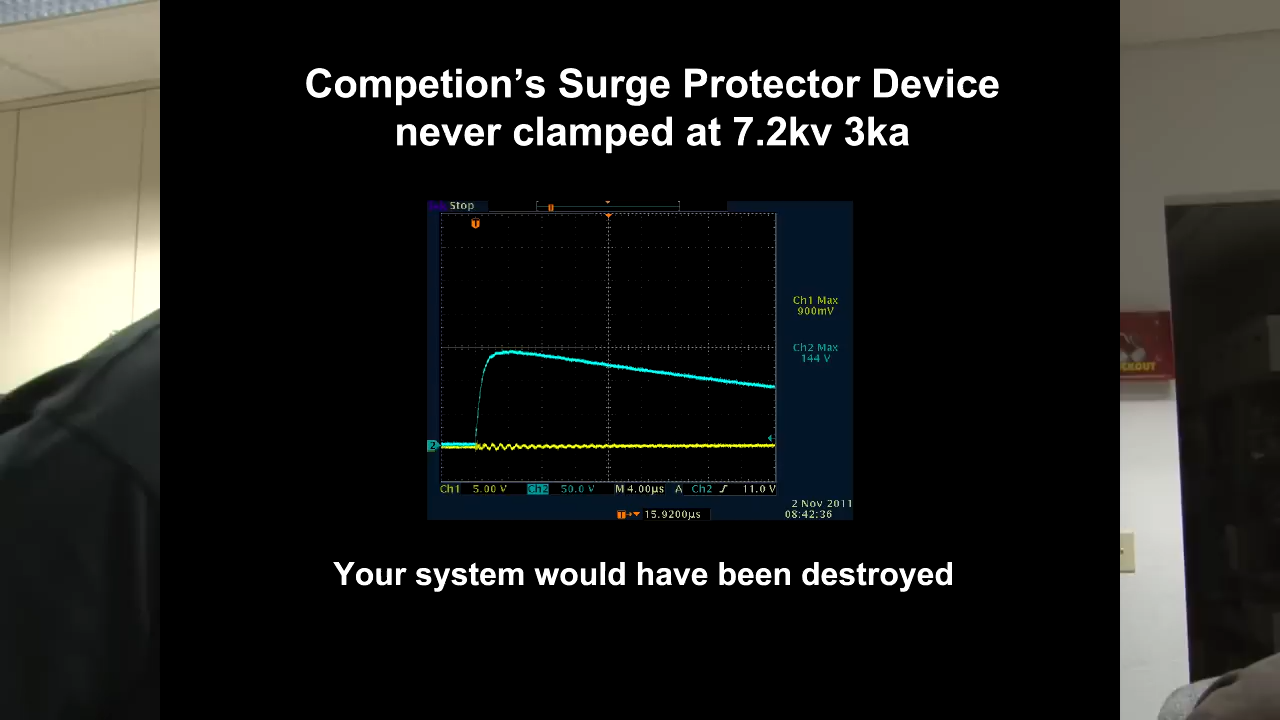 Competion’s Surge Protector Device
never clamped at 7.2kv 3ka
Stop
T
T
Ch1 Max
900mV
Ch2 Max
144 V
2
Ch1 5.00 V Ch2 50.0 V M 4.00µs A Ch2 11.0 V
T 15.9200µs
2 Nov 2011
08:42:36
Your system would have been destroyed
CKOUT